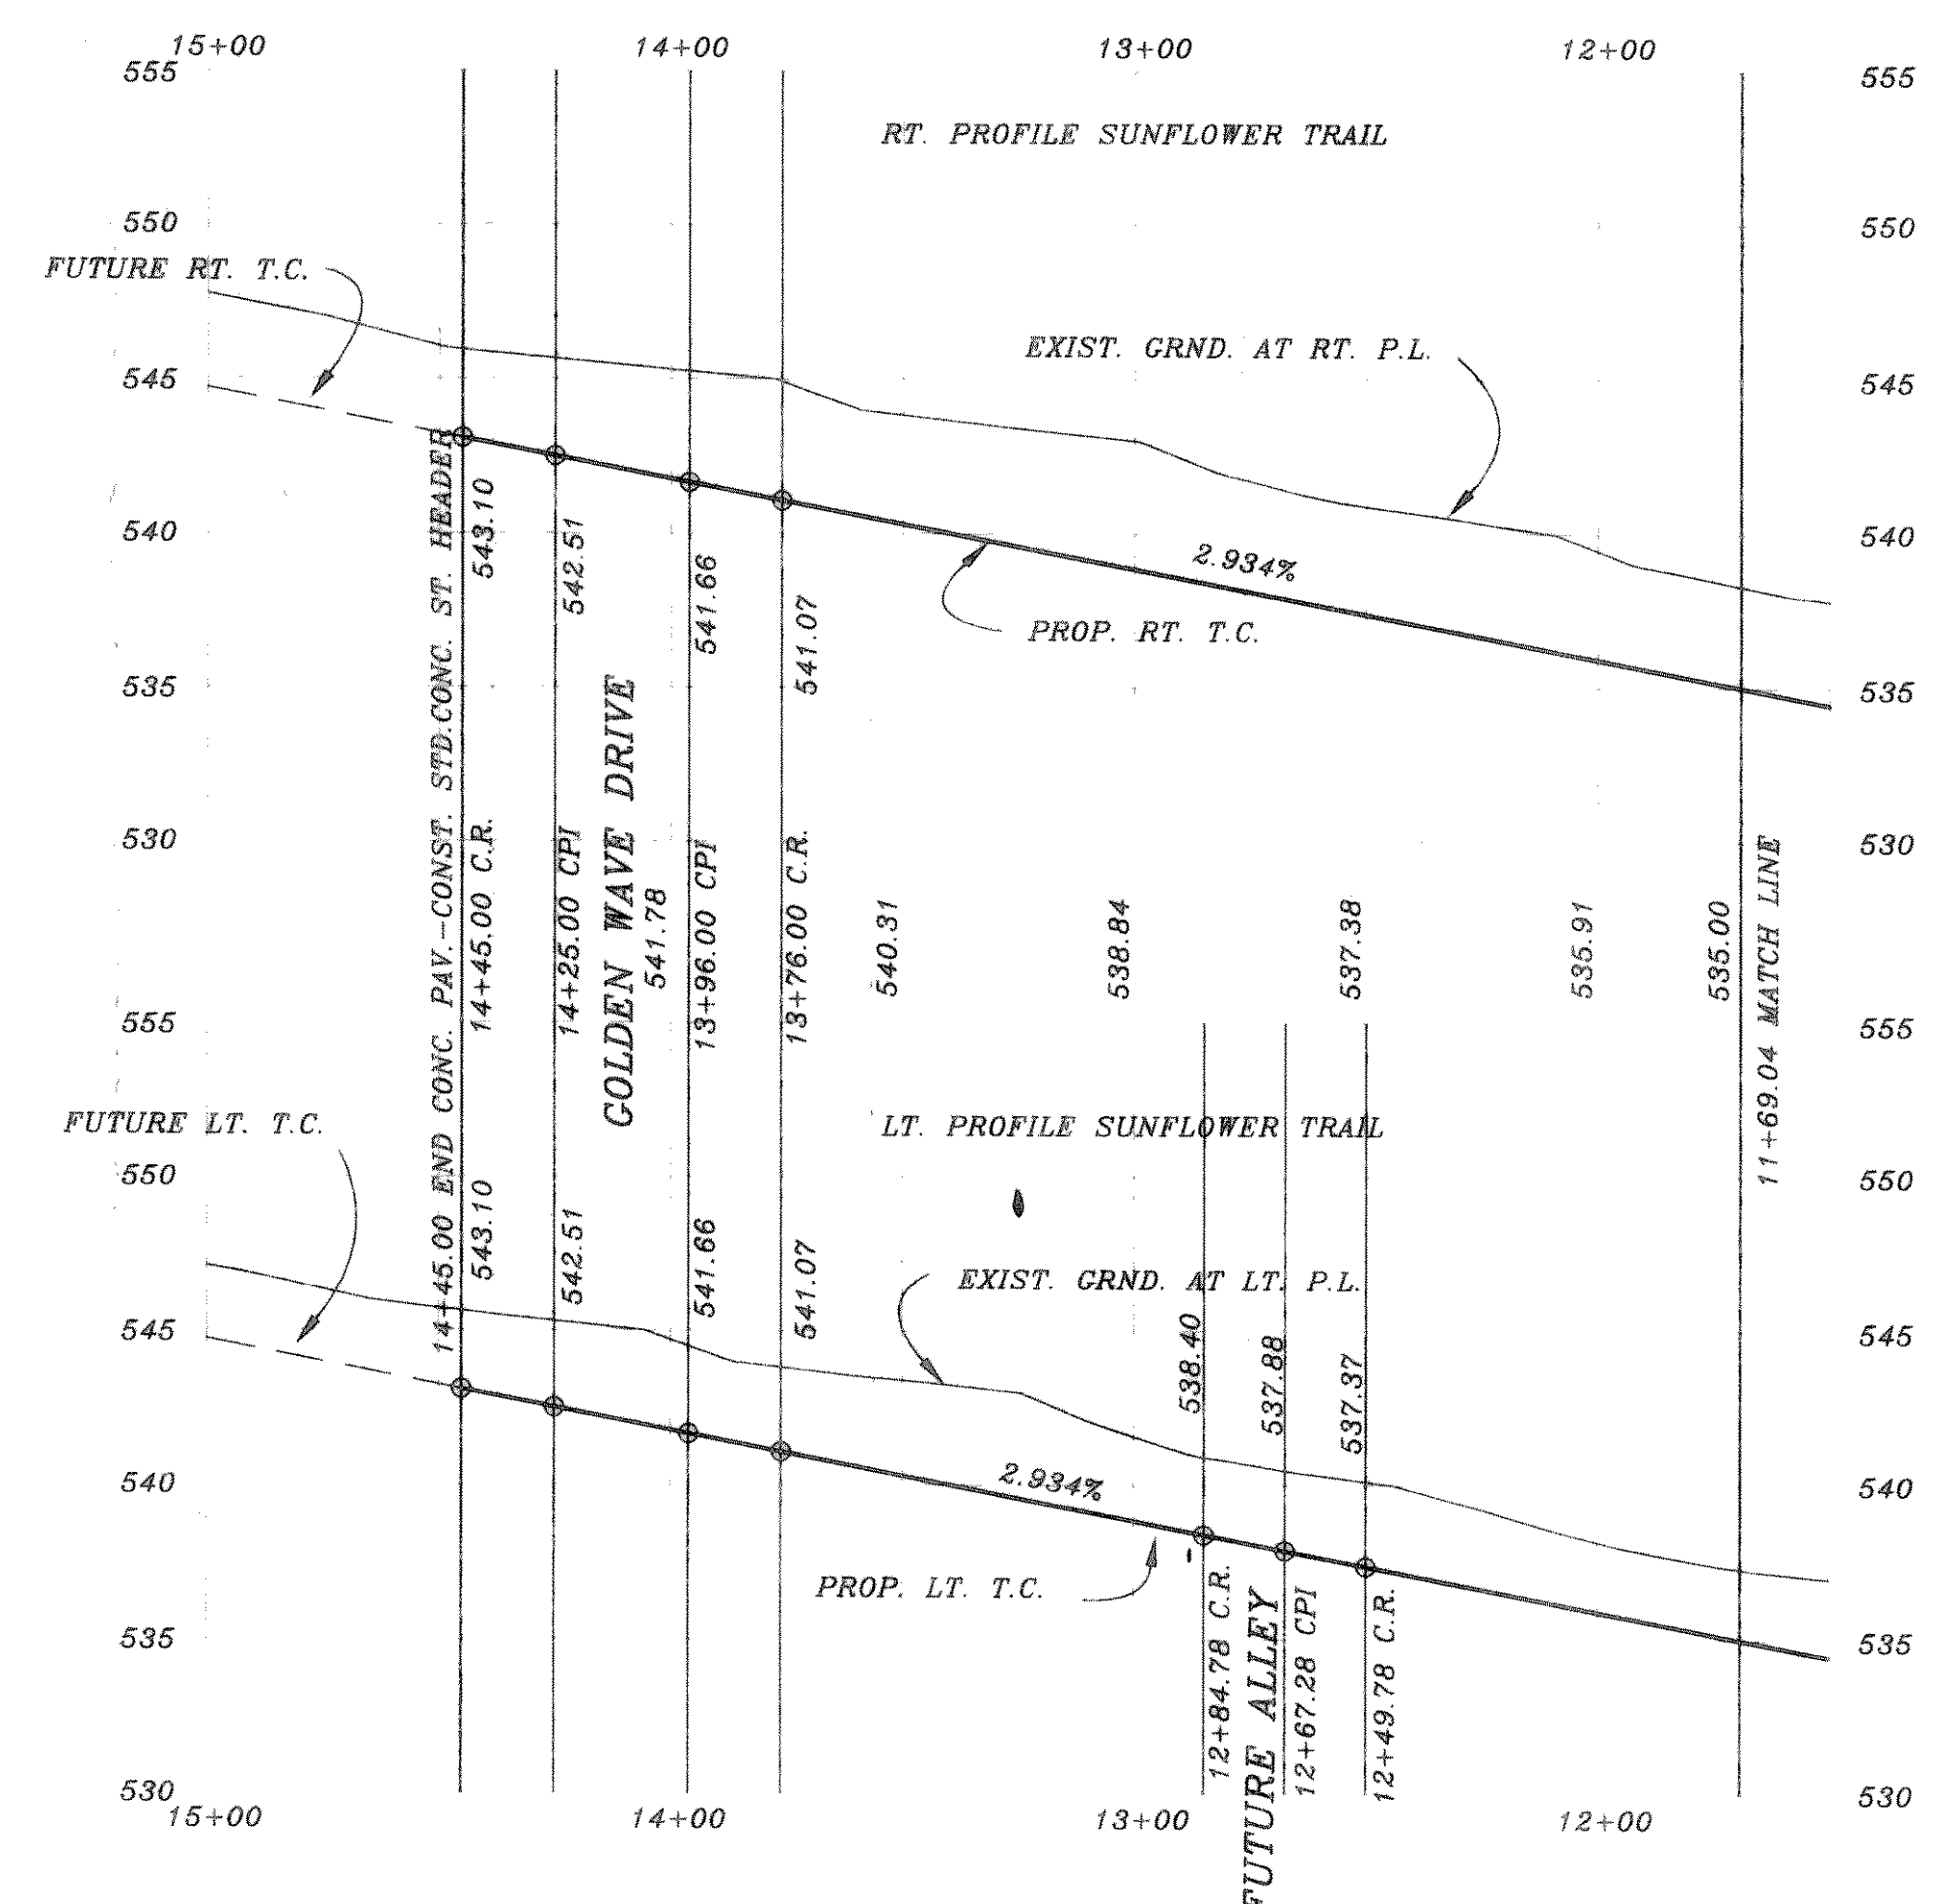 15+00 14+00 13+00 12+00
555 555
RT. PROFILE SUNFLOWER TRAIL
550 550
FUTURE RT. T.C.
EXIST. GRND. AT RT. P.L.
545 545
540 540
2.934%
PROP. RT. T.C.
535 535
530 530
543.10
542.51
541.66
541.07
14+45.00 END CONC. PAV.-CONST. STD.CONC. ST. HEADER
14+45.00 C.R.
14+25.00 CPI
GOLDEN WAVE DRIVE
541.78
13+96.00 CPI
13+76.00 C.R.
540.31
538.84
537.38
535.91
535.00
11+69.04 MATCH LINE
555 555
LT. PROFILE SUNFLOWER TRAIL
FUTURE LT. T.C.
550 550
543.10
542.51
541.66
541.07
EXIST. GRND. AT LT. P.L.
545 545
538.40
537.88
537.37
540 540
2.934%
PROP. LT. T.C.
535 535
12+84.78 C.R.
FUTURE ALLEY
12+67.28 CPI
12+49.78 C.R.
530 530
15+00 14+00 13+00 12+00